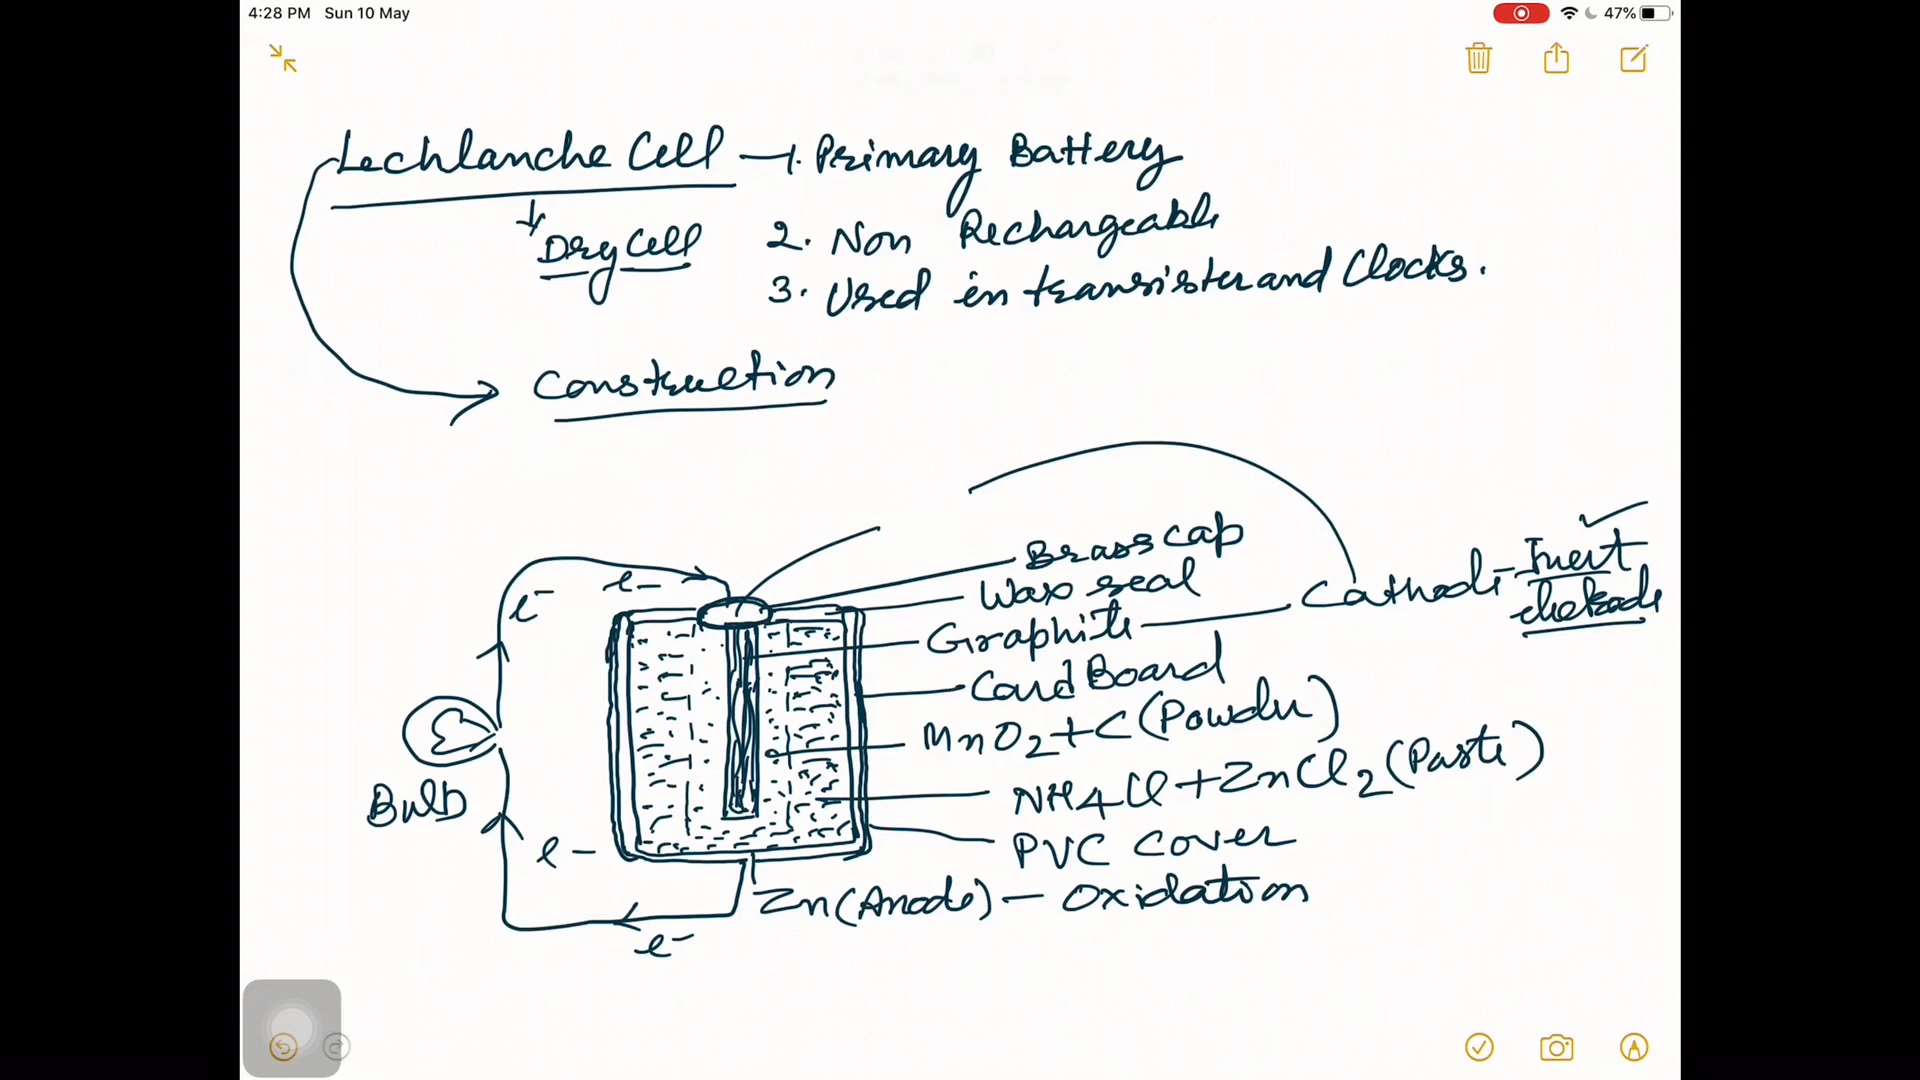 4:28 PM Sun 10 May
47%
Lechlanche Cell → 1. Primary Battery
Dry Cell
2. Non Rechargeable
3. Used in transister and Clocks.
Construction
Brass cap
Wax seal
Graphite — Cathode - Inert electrode
Card Board
MnO2+C (Powder)
NH4Cl+ZnCl2 (Paste)
PVC cover
Zn (Anode) - Oxidation
e-
e-
Bulb
e-
e-